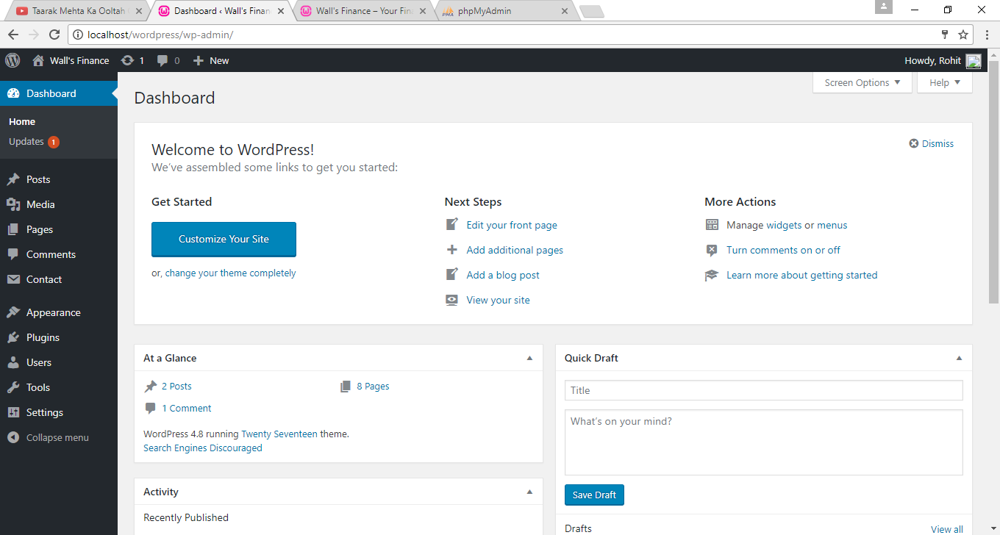 Taarak Mehta Ka Ooltah
Dashboard ‹ Wall's Finan
Wall's Finance – Your Fin
PMA
phpMyAdmin
localhost/wordpress/wp-admin/
Wall's Finance
1
0
New
Howdy, Rohit
Dashboard
Home
Updates 1
Posts
Media
Pages
Comments
Contact
Appearance
Plugins
Users
Tools
Settings
Collapse menu
Screen Options
Help
Dashboard
Welcome to WordPress!
We've assembled some links to get you started:
Dismiss
Get Started
Customize Your Site
or, change your theme completely
Next Steps
Edit your front page
Add additional pages
Add a blog post
View your site
More Actions
Manage widgets or menus
Turn comments on or off
Learn more about getting started
At a Glance
2 Posts
8 Pages
1 Comment
WordPress 4.8 running Twenty Seventeen theme.
Search Engines Discouraged
Activity
Recently Published
Quick Draft
Title
What's on your mind?
Save Draft
Drafts
View all